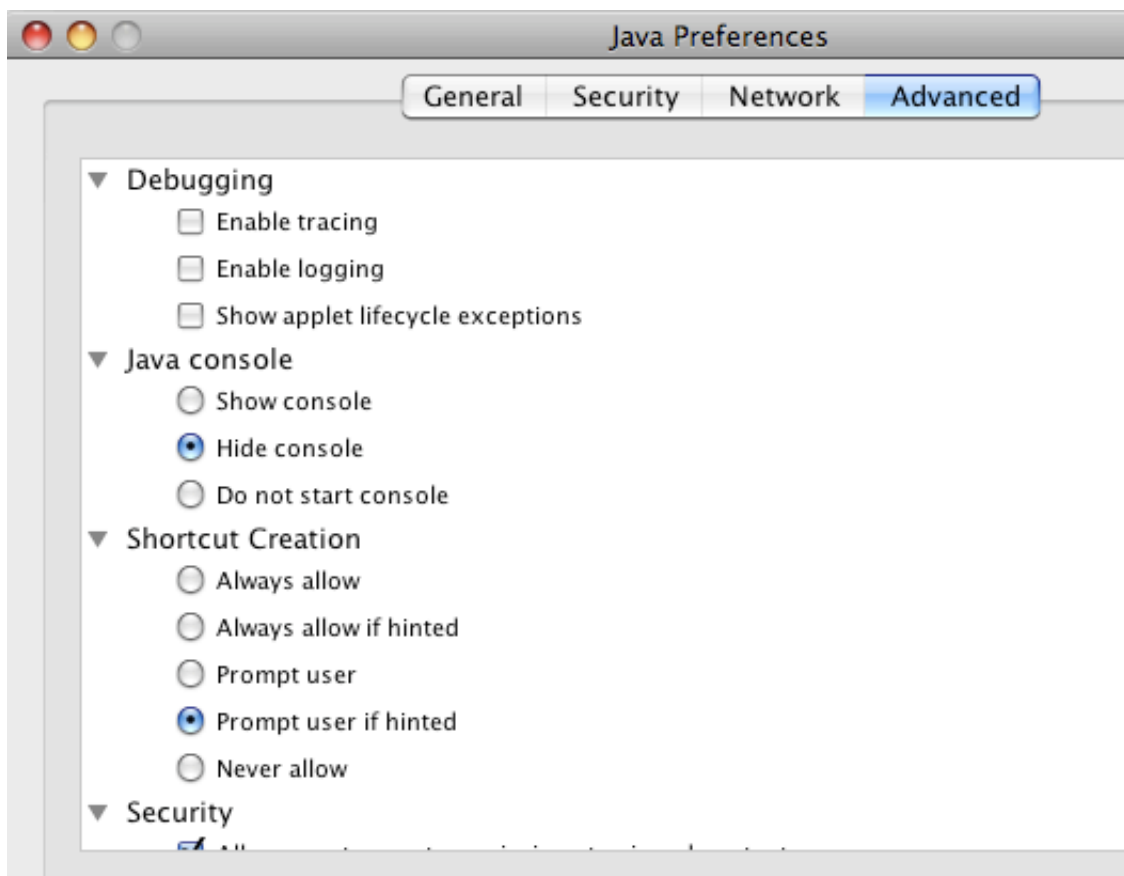 Java Preferences
General Security Network Advanced
Debugging
Enable tracing
Enable logging
Show applet lifecycle exceptions
Java console
Show console
Hide console
Do not start console
Shortcut Creation
Always allow
Always allow if hinted
Prompt user
Prompt user if hinted
Never allow
Security